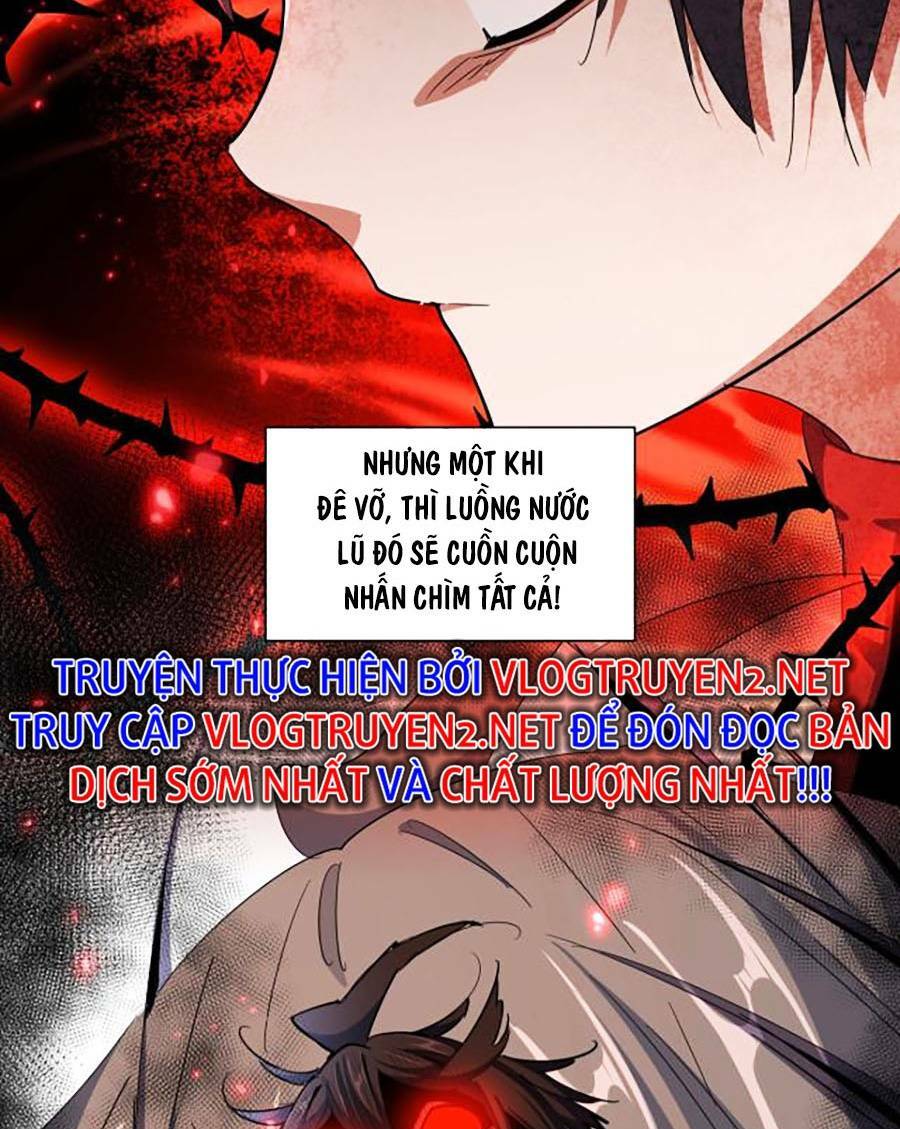 NHƯNG MỘT KHI
ĐÊ VỠ, THÌ LUỒNG NƯỚC
LŨ ĐÓ SẼ CUỒN CUỘN
NHẤN CHÌM TẤT CẢ!
TRUYỆN THỰC HIỆN BỞI VLOGTRUYEN2.NET
TRUY CẬP VLOGTRUYEN2.NET ĐỂ ĐÓN ĐỌC BẢN
DỊCH SỚM NHẤT VÀ CHẤT LƯỢNG NHẤT!!!